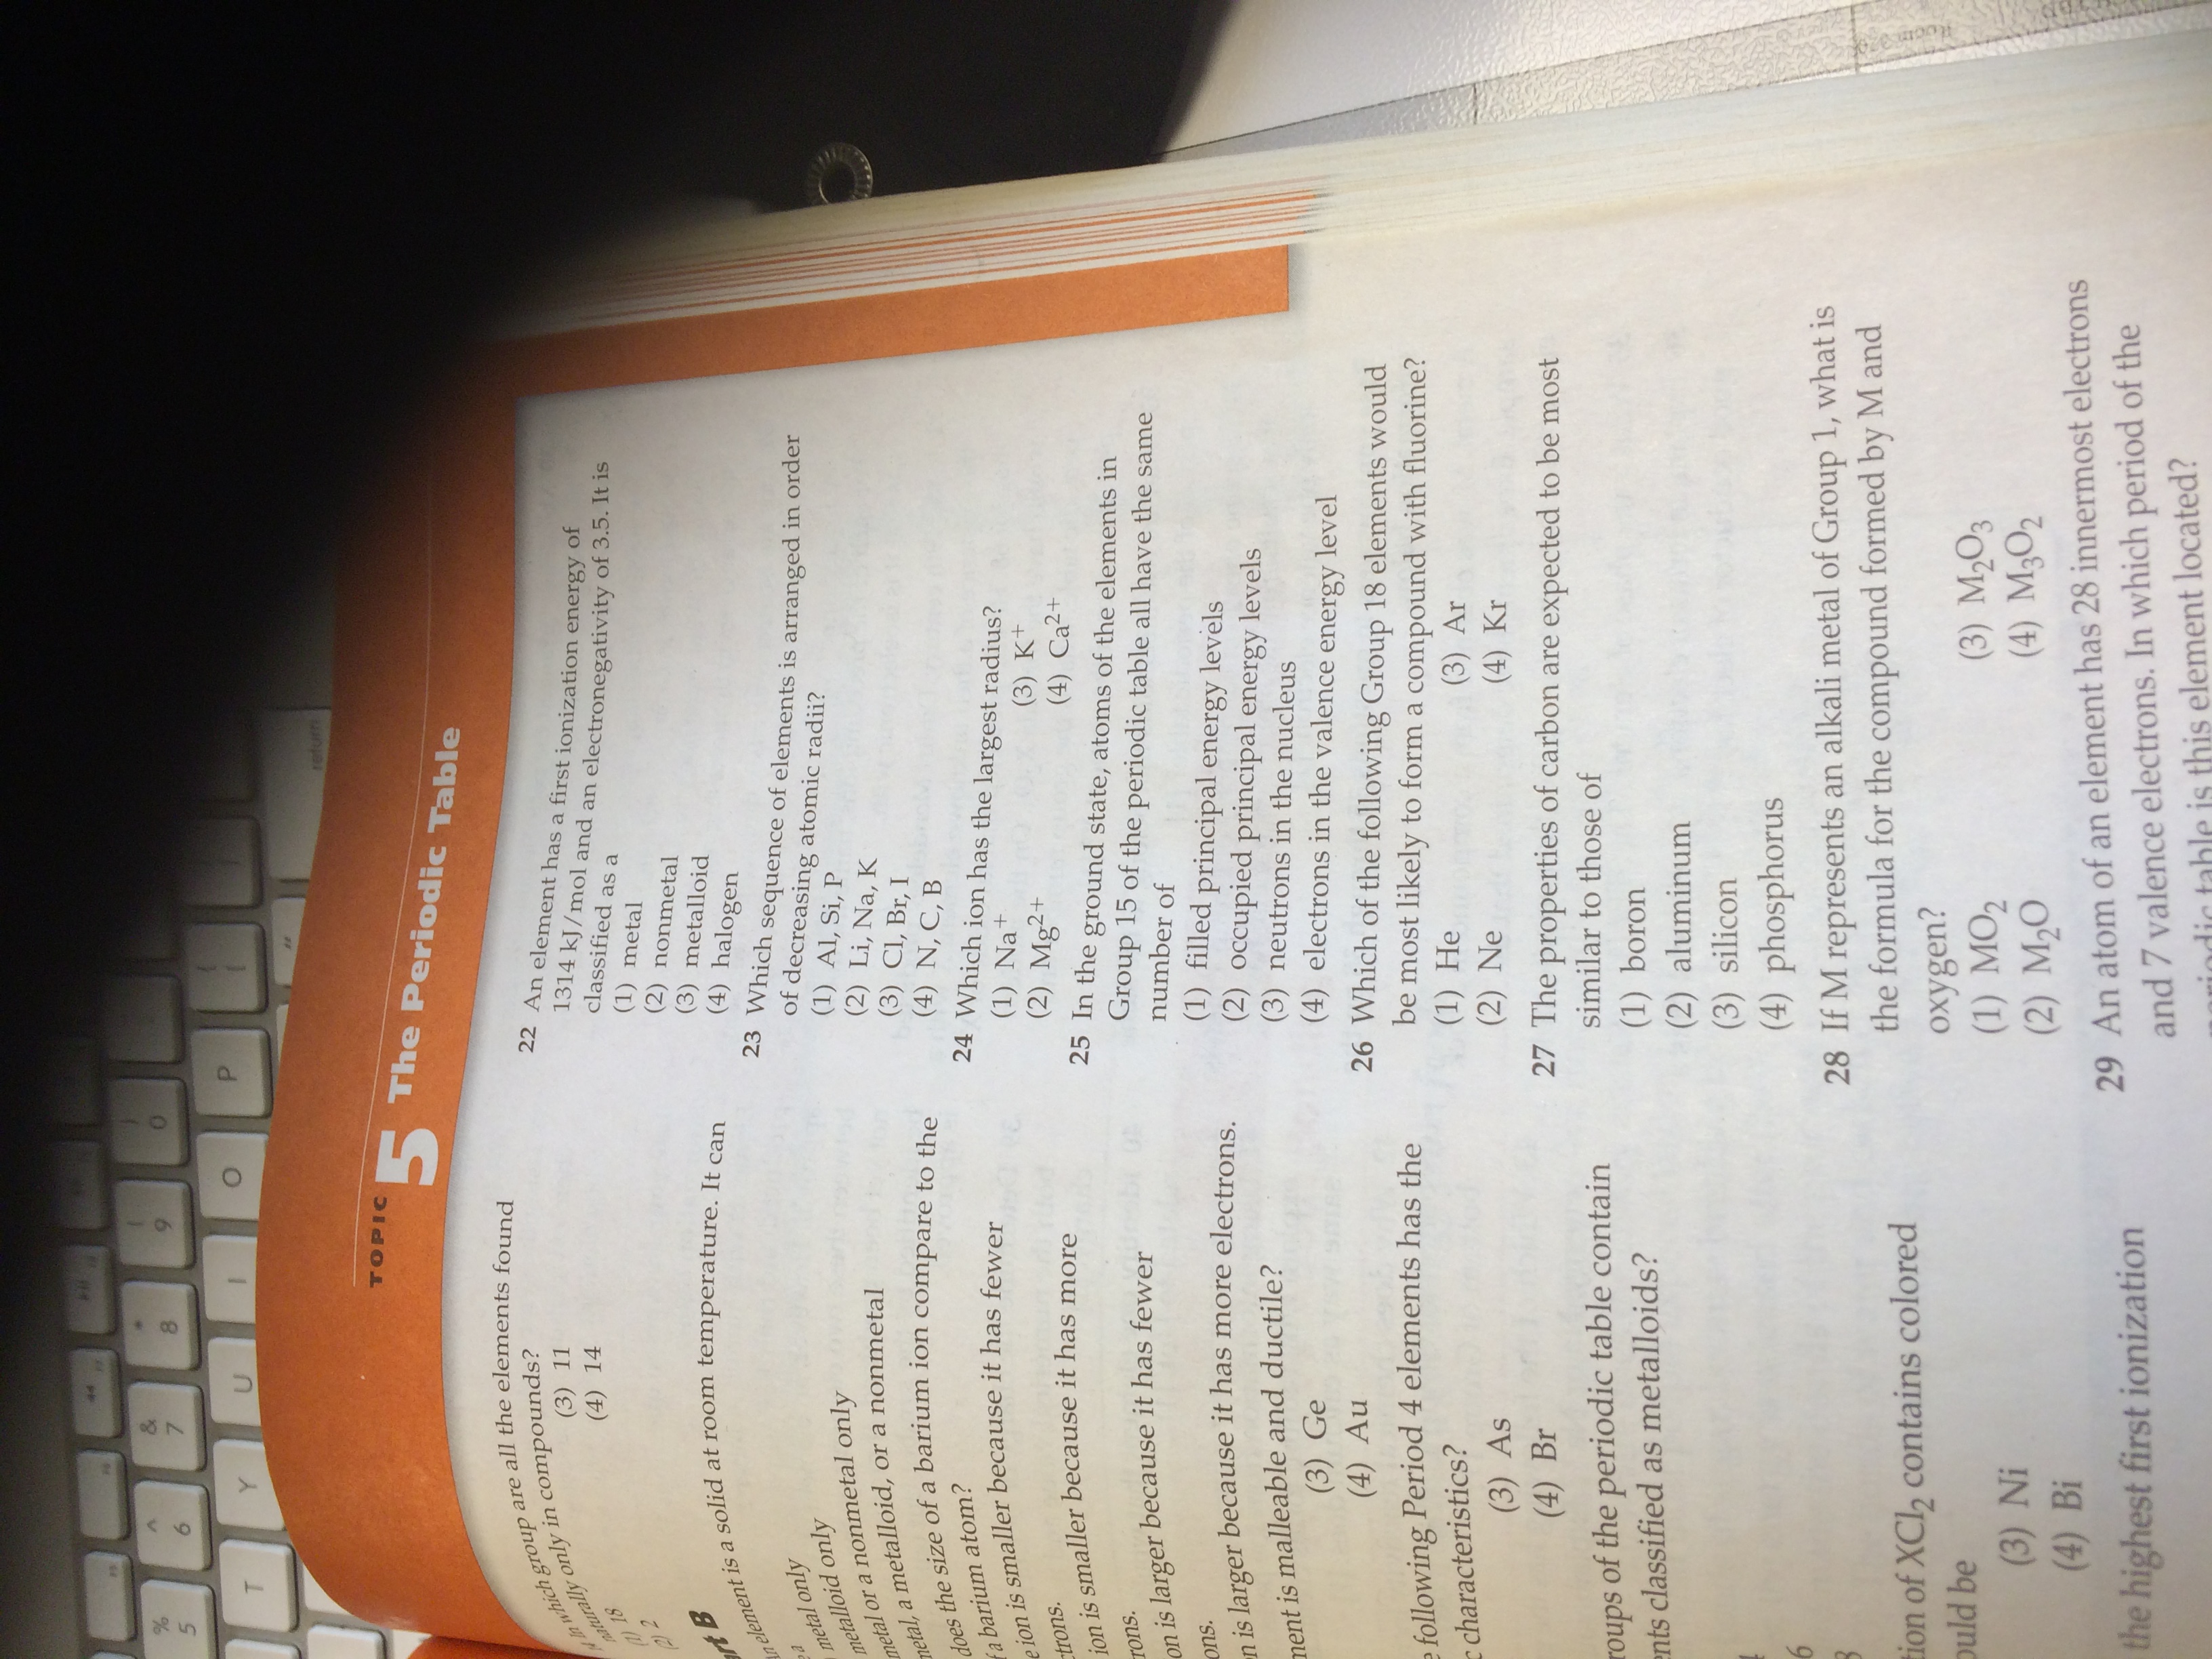 %
5
^
6
&
7
*
8
(
9
)
0
T
Y
U
I
O
P
{
[
"
return
TOPIC
5 The Periodic Table
14 In which group are all the elements found
naturally only in compounds?
(1) 18
(2) 2
(3) 11
(4) 14
art B
An element is a solid at room temperature. It can
metal only
metalloid only
metal or a nonmetal only
metal, a metalloid, or a nonmetal
does the size of a barium ion compare to the
f a barium atom?
e ion is smaller because it has fewer
ctrons.
ion is smaller because it has more
rons.
on is larger because it has fewer
ons.
n is larger because it has more electrons.
ment is malleable and ductile?
(3) Ge
(4) Au
e following Period 4 elements has the
c characteristics?
(3) As
(4) Br
roups of the periodic table contain
ents classified as metalloids?
6
tion of XCl₂ contains colored
ould be
(3) Ni
(4) Bi
the highest first ionization
22 An element has a first ionization energy of
1314 kJ/mol and an electronegativity of 3.5. It is
classified as a
(1) metal
(2) nonmetal
(3) metalloid
(4) halogen
23 Which sequence of elements is arranged in order
of decreasing atomic radii?
(1) Al, Si, P
(2) Li, Na, K
(3) Cl, Br, I
(4) N, C, B
24 Which ion has the largest radius?
(1) Na⁺
(2) Mg²⁺
(3) K⁺
(4) Ca²⁺
25 In the ground state, atoms of the elements in
Group 15 of the periodic table all have the same
number of
(1) filled principal energy levels
(2) occupied principal energy levels
(3) neutrons in the nucleus
(4) electrons in the valence energy level
26 Which of the following Group 18 elements would
be most likely to form a compound with fluorine?
(1) He
(2) Ne
(3) Ar
(4) Kr
27 The properties of carbon are expected to be most
similar to those of
(1) boron
(2) aluminum
(3) silicon
(4) phosphorus
28 If M represents an alkali metal of Group 1, what is
the formula for the compound formed by M and
oxygen?
(1) MO₂
(2) M₂O
(3) M₂O₃
(4) M₃O₂
29 An atom of an element has 28 innermost electrons
and 7 valence electrons. In which period of the
periodic table is this element located?